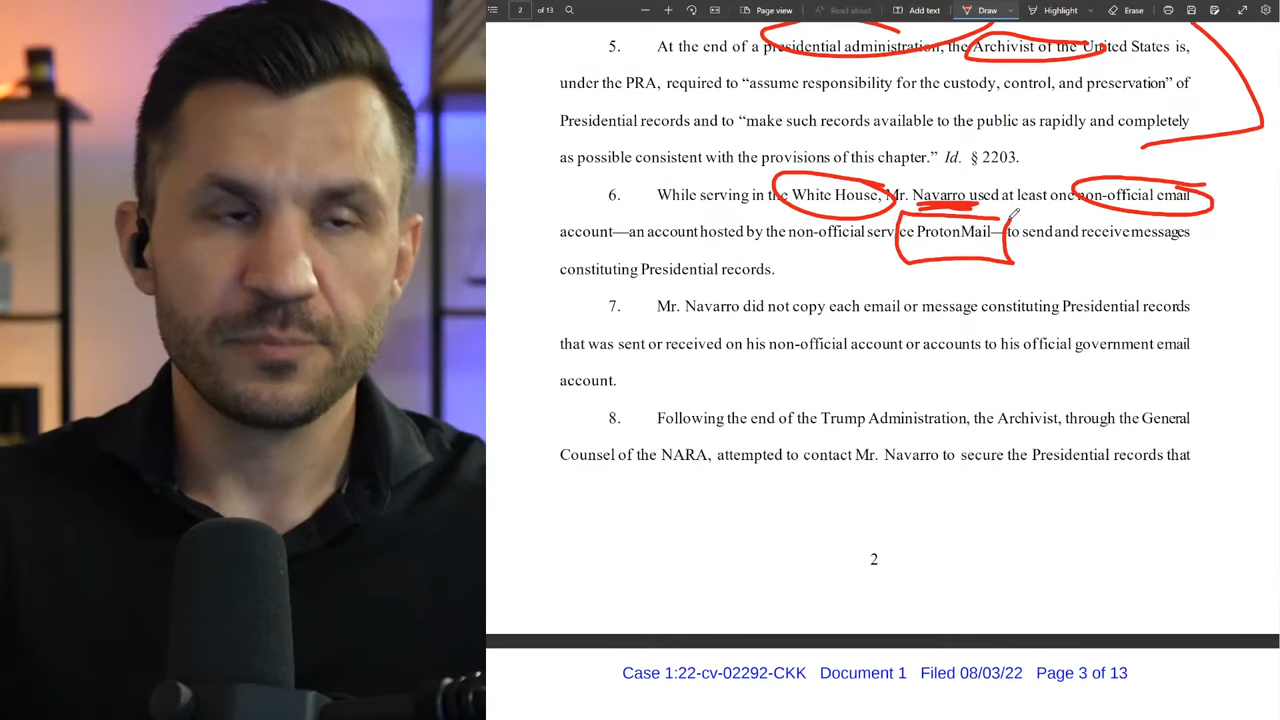 2 of 13 Page view Read aloud Add text Draw Highlight Erase
5. At the end of a presidential administration, the Archivist of the United States is,
under the PRA, required to “assume responsibility for the custody, control, and preservation” of
Presidential records and to “make such records available to the public as rapidly and completely
as possible consistent with the provisions of this chapter.” Id. § 2203.
6. While serving in the White House, Mr. Navarro used at least one non-official email
account—an account hosted by the non-official service ProtonMail—to send and receive messages
constituting Presidential records.
7. Mr. Navarro did not copy each email or message constituting Presidential records
that was sent or received on his non-official account or accounts to his official government email
account.
8. Following the end of the Trump Administration, the Archivist, through the General
Counsel of the NARA, attempted to contact Mr. Navarro to secure the Presidential records that
2
Case 1:22-cv-02292-CKK Document 1 Filed 08/03/22 Page 3 of 13